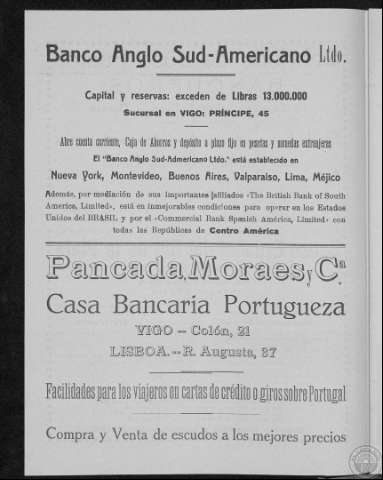 Banco Anglo Sud-Americano Ltdo.
Capital y reservas: exceden de Libras 13.000.000
Sucursal en VIGO: PRÍNCIPE, 45
Abre cuenta corriente, Caja de Ahorros y depósito a plazo fijo en pesetas y monedas extranjeras
El "Banco Anglo Sud-Admericano Ltdo." está establecido en
Nueva York, Montevideo, Buenos Aires, Valparaíso, Lima, Méjico
Además, por mediación de sus importantes afiliados «The British Bank of South
America, Limited», está en inmejorables condiciones para operar en los Estados
Unidos del BRASIL y por el «Commercial Bank Spanish América, Limited» con
todas las Repúblicas de Centro América
Pancada, Moraes y C.ª
Casa Bancaria Portugueza
VIGO — Colón, 21
LISBOA.—R. Augusta, 37
Facilidades para los viajeros en cartas de crédito o giros sobre Portugal
Compra y Venta de escudos a los mejores precios